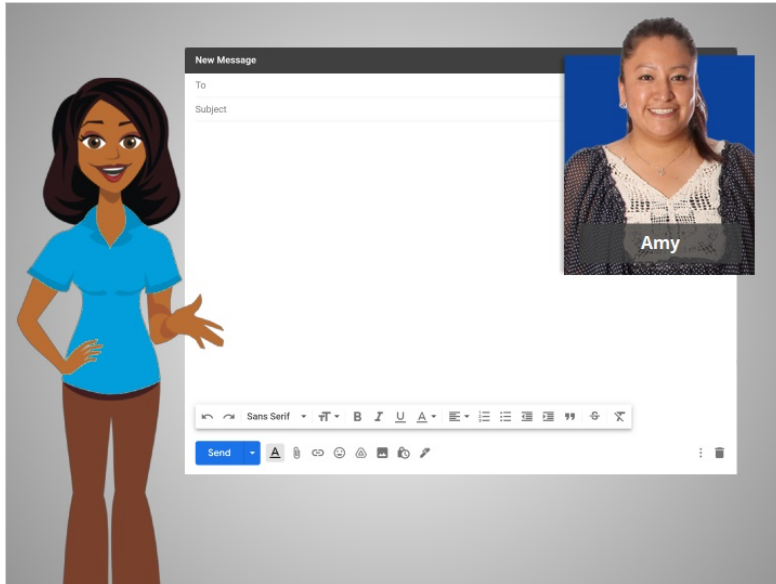 New Message
To
Subject
Amy
Sans Serif
B I U A
Send
A